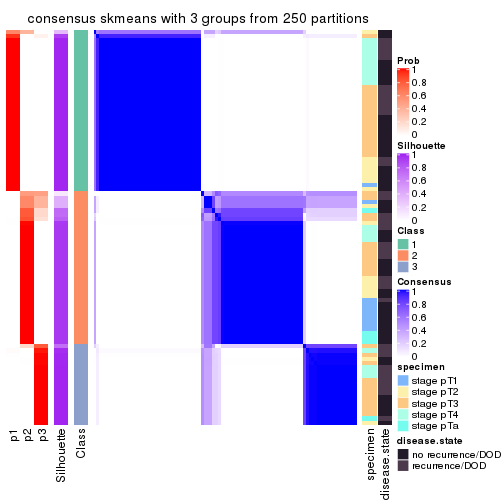 consensus skmeans with 3 groups from 250 partitions
Prob
1
0.8
0.6
0.4
0.2
0
Silhouette
1
0.8
0.6
0.4
0.2
0
Class
1
2
3
Consensus
1
0.8
0.6
0.4
0.2
0
specimen
stage pT1
stage pT2
stage pT3
stage pT4
stage pTa
disease.state
no recurrence/DOD
recurrence/DOD
p1
p2
p3
Silhouette
Class
specimen
disease.state